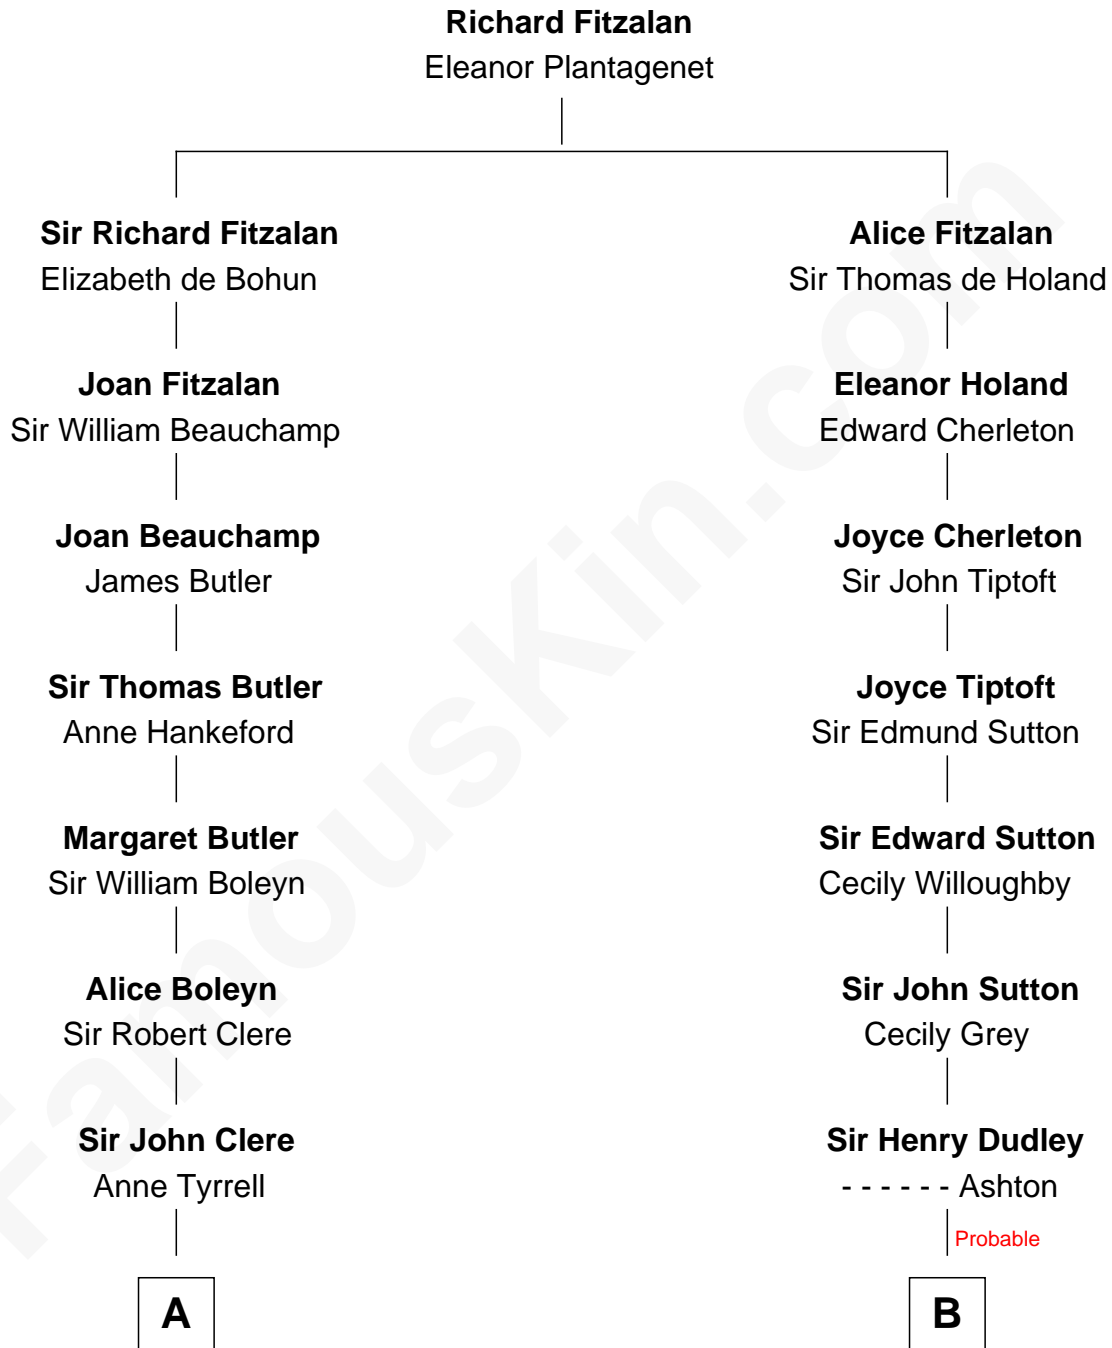 Richard Fitzalan
Eleanor Plantagenet
Sir Richard Fitzalan
Elizabeth de Bohun
Alice Fitzalan
Sir Thomas de Holand
Joan Fitzalan
Sir William Beauchamp
Eleanor Holand
Edward Cherleton
Joan Beauchamp
James Butler
Joyce Cherleton
Sir John Tiptoft
Sir Thomas Butler
Anne Hankeford
Joyce Tiptoft
Sir Edmund Sutton
Margaret Butler
Sir William Boleyn
Sir Edward Sutton
Cecily Willoughby
Alice Boleyn
Sir Robert Clere
Sir John Sutton
Cecily Grey
Sir John Clere
Anne Tyrrell
Sir Henry Dudley
- - - - - - Ashton
Probable
A
B
FamousKin.com